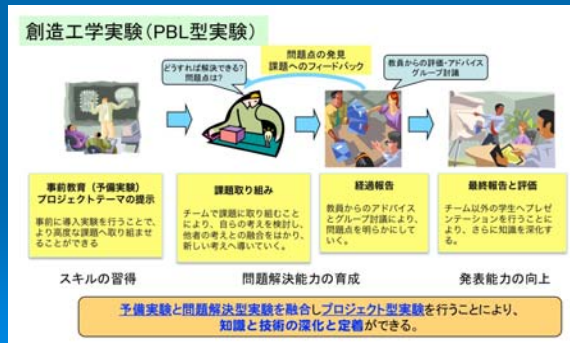 創造工学実験(PBL型実験)
どうすれば解決できる?
問題点は?
問題点の発見
課題へのフィードバック
教員からの評価・アドバイス
グループ討議
事前教育(予備実験)
プロジェクトテーマの提示
事前に導入実験を行うことで、
より高度な課題へ取り組ませ
ることができる
課題取り組み
チームで課題に取り組むこと
により、自らの考えを検討し、
他者の考えとの融合をはかり、
新しい考えへ導いていく。
経過報告
教員からのアドバイス
とグループ討議により、
問題点を明らかにして
いく。
最終報告と評価
チーム以外の学生へプレゼ
ンテーションを行うことによ
り、さらに知識を深化す
る。
スキルの習得
問題解決能力の育成
発表能力の向上
予備実験と問題解決型実験を融合しプロジェクト型実験を行うことにより、
知識と技術の深化と定着ができる。